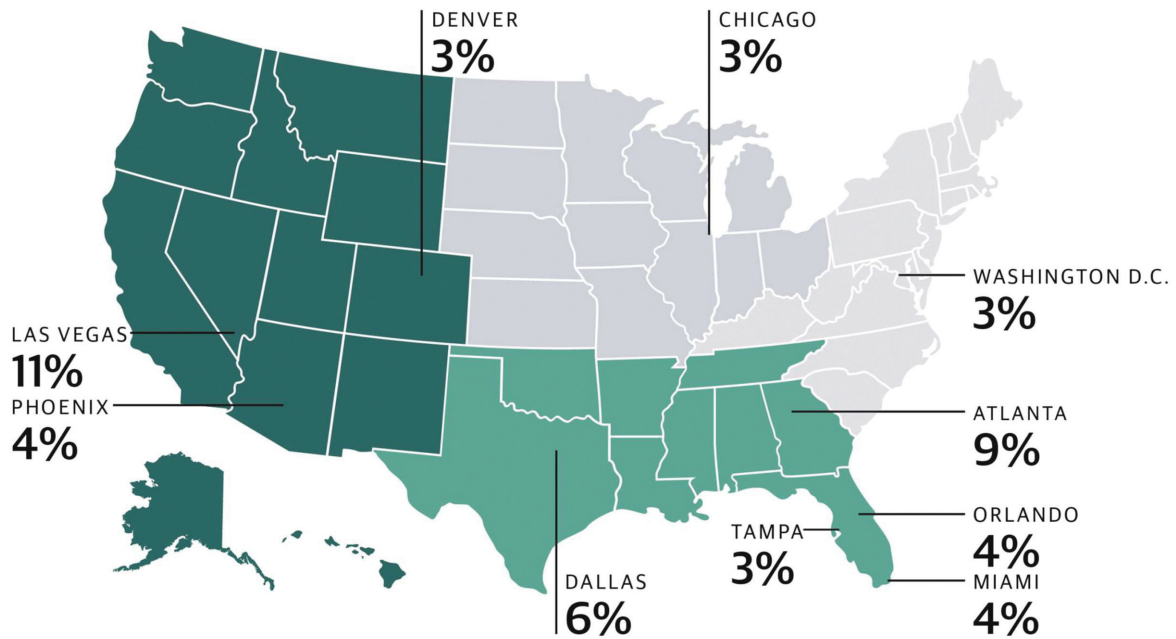 DENVER
3%
CHICAGO
3%
WASHINGTON D.C.
3%
LAS VEGAS
11%
PHOENIX
4%
ATLANTA
9%
ORLANDO
4%
TAMPA
3%
MIAMI
4%
DALLAS
6%